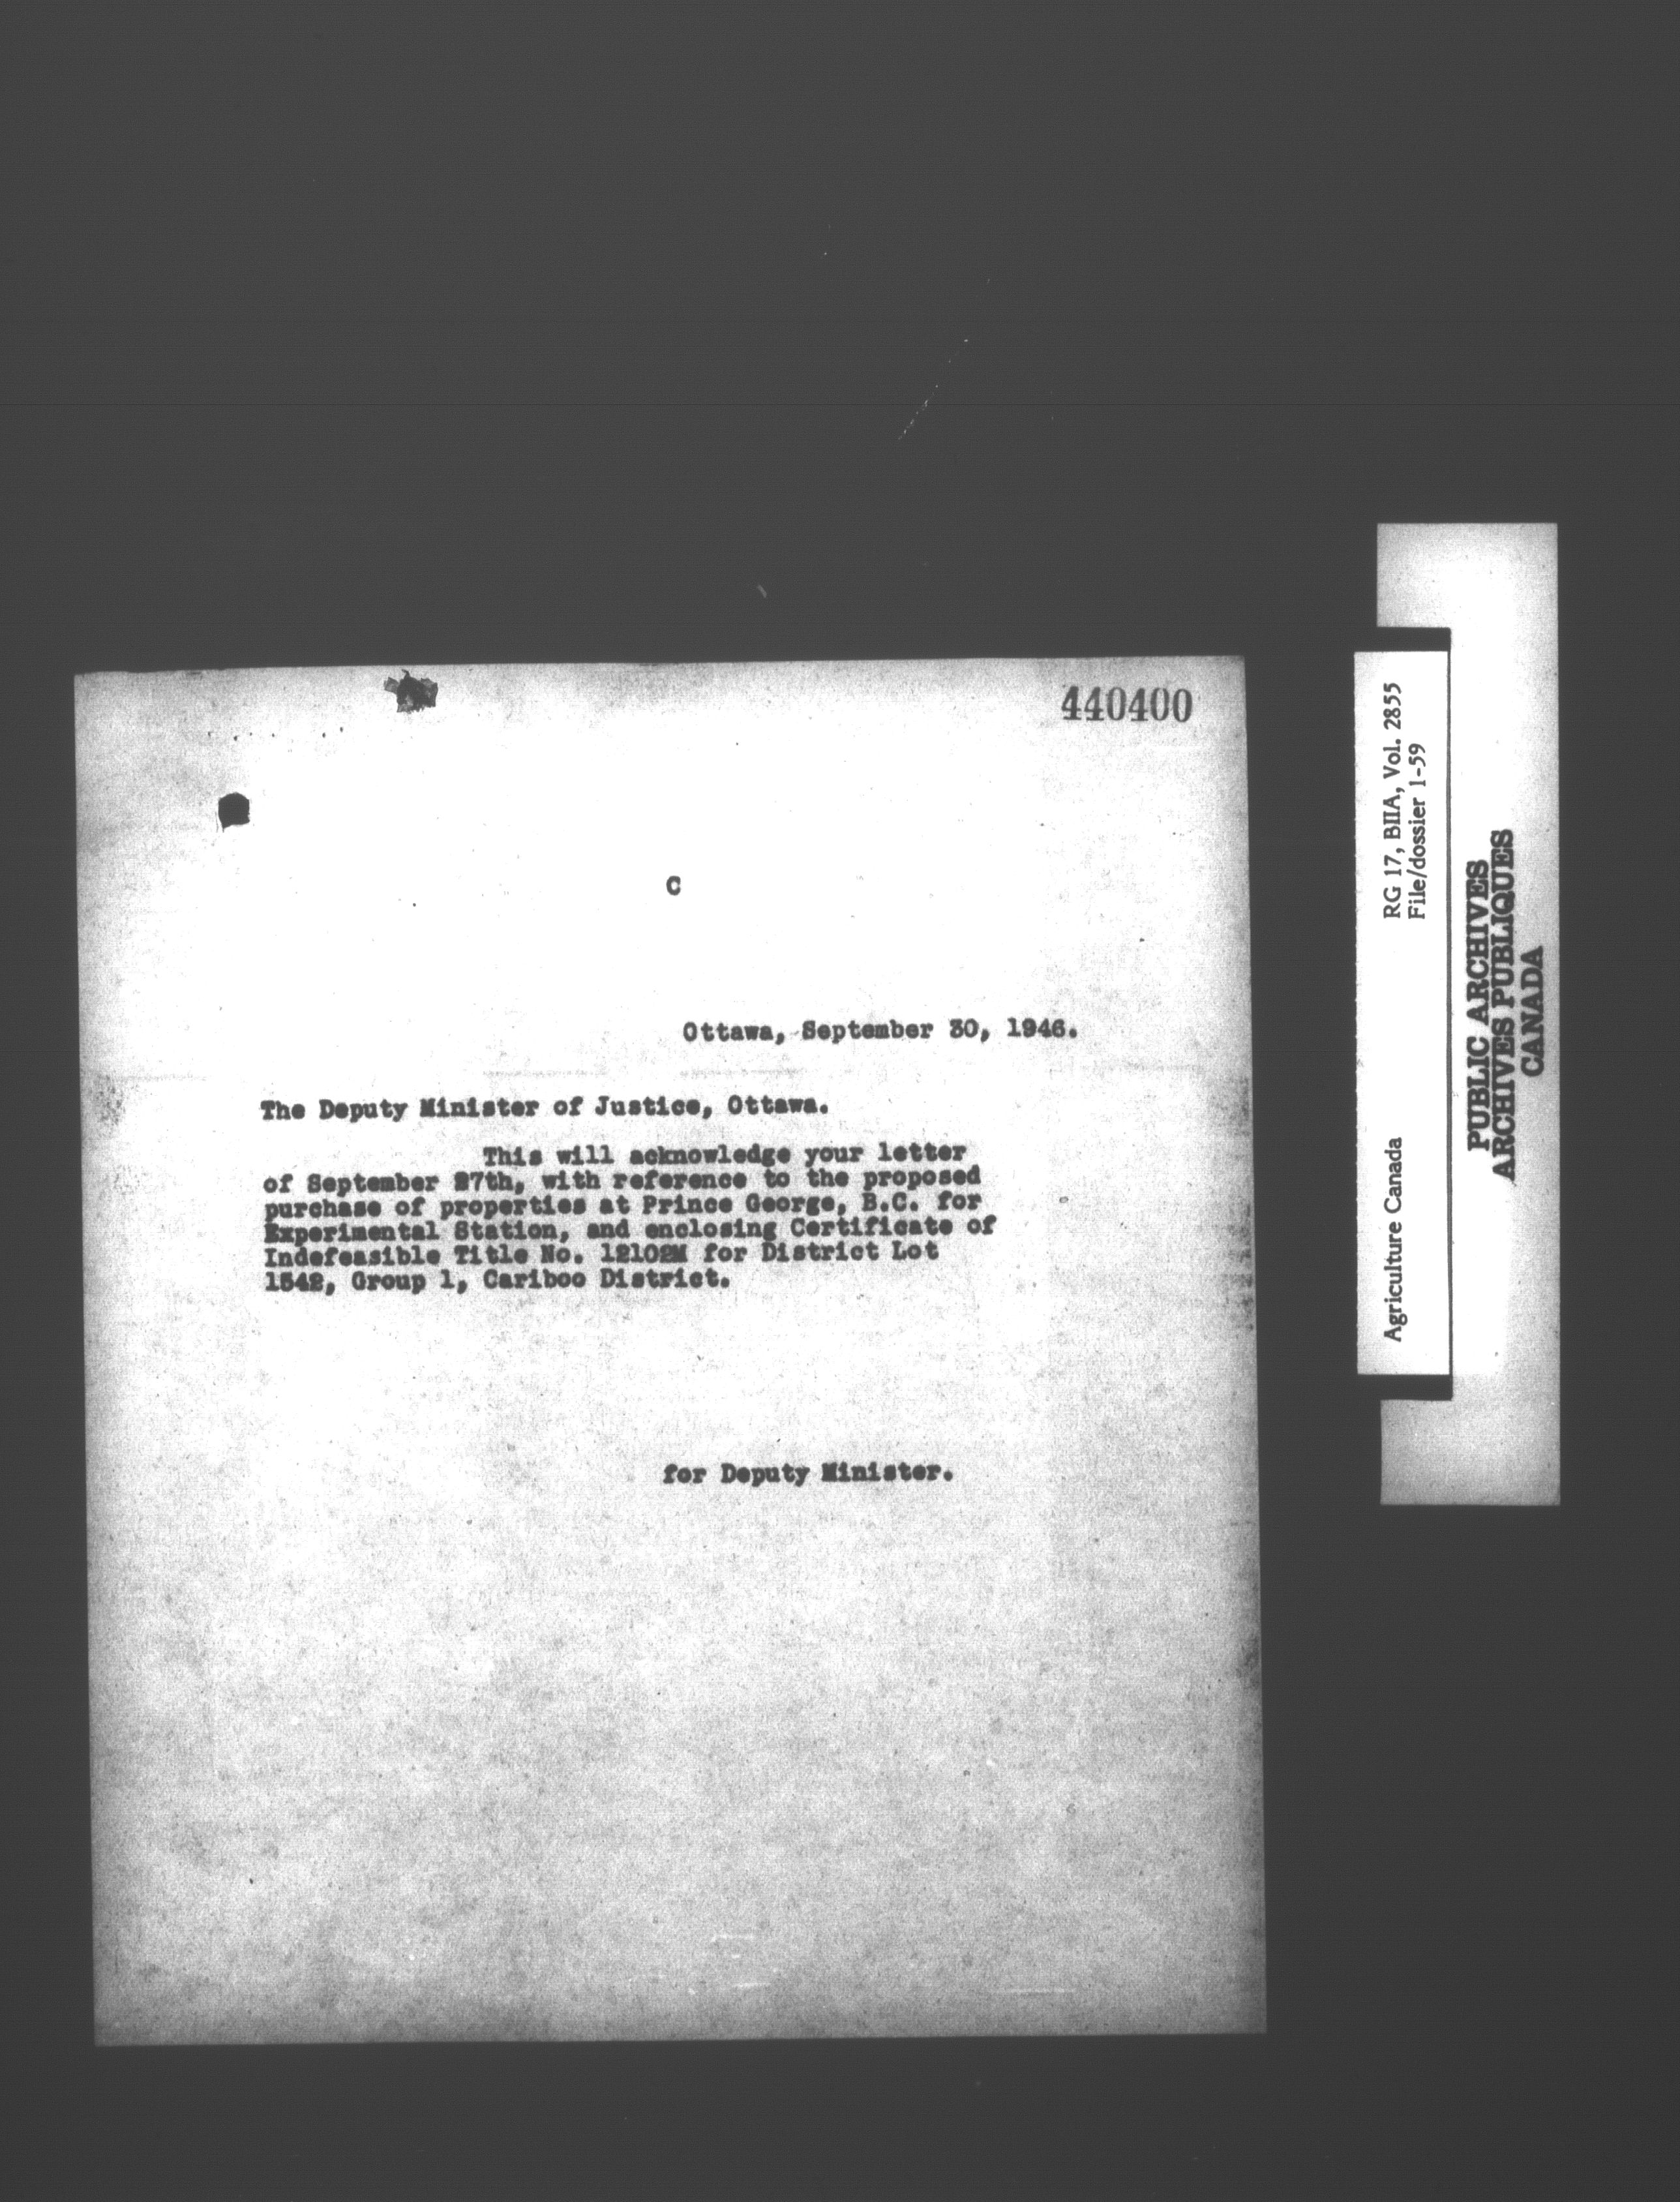 440400
C
Ottawa, September 30, 1946.
The Deputy Minister of Justice, Ottawa.
This will acknowledge your letter
of September 27th, with reference to the proposed
purchase of properties at Prince George, B.C. for
Experimental Station, and enclosing Certificate of
Indefeasible Title No. 12102M for District Lot
1542, Group 1, Cariboo District.
for Deputy Minister.
Agriculture Canada RG 17, BIIA, Vol. 2855
File/dossier 1-59
PUBLIC ARCHIVES
ARCHIVES PUBLIQUES
CANADA